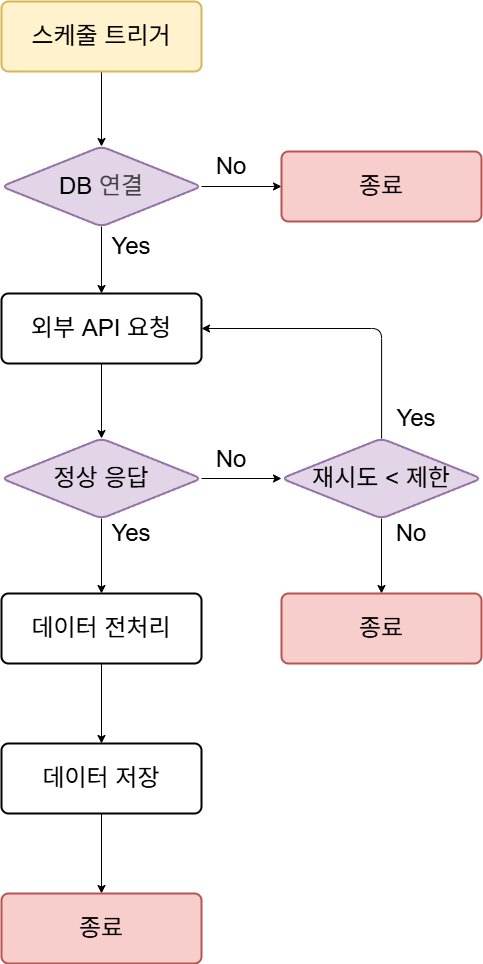 스케줄 트리거
DB 연결
No
종료
Yes
외부 API 요청
Yes
정상 응답
No
재시도 < 제한
Yes
No
데이터 전처리
종료
데이터 저장
종료